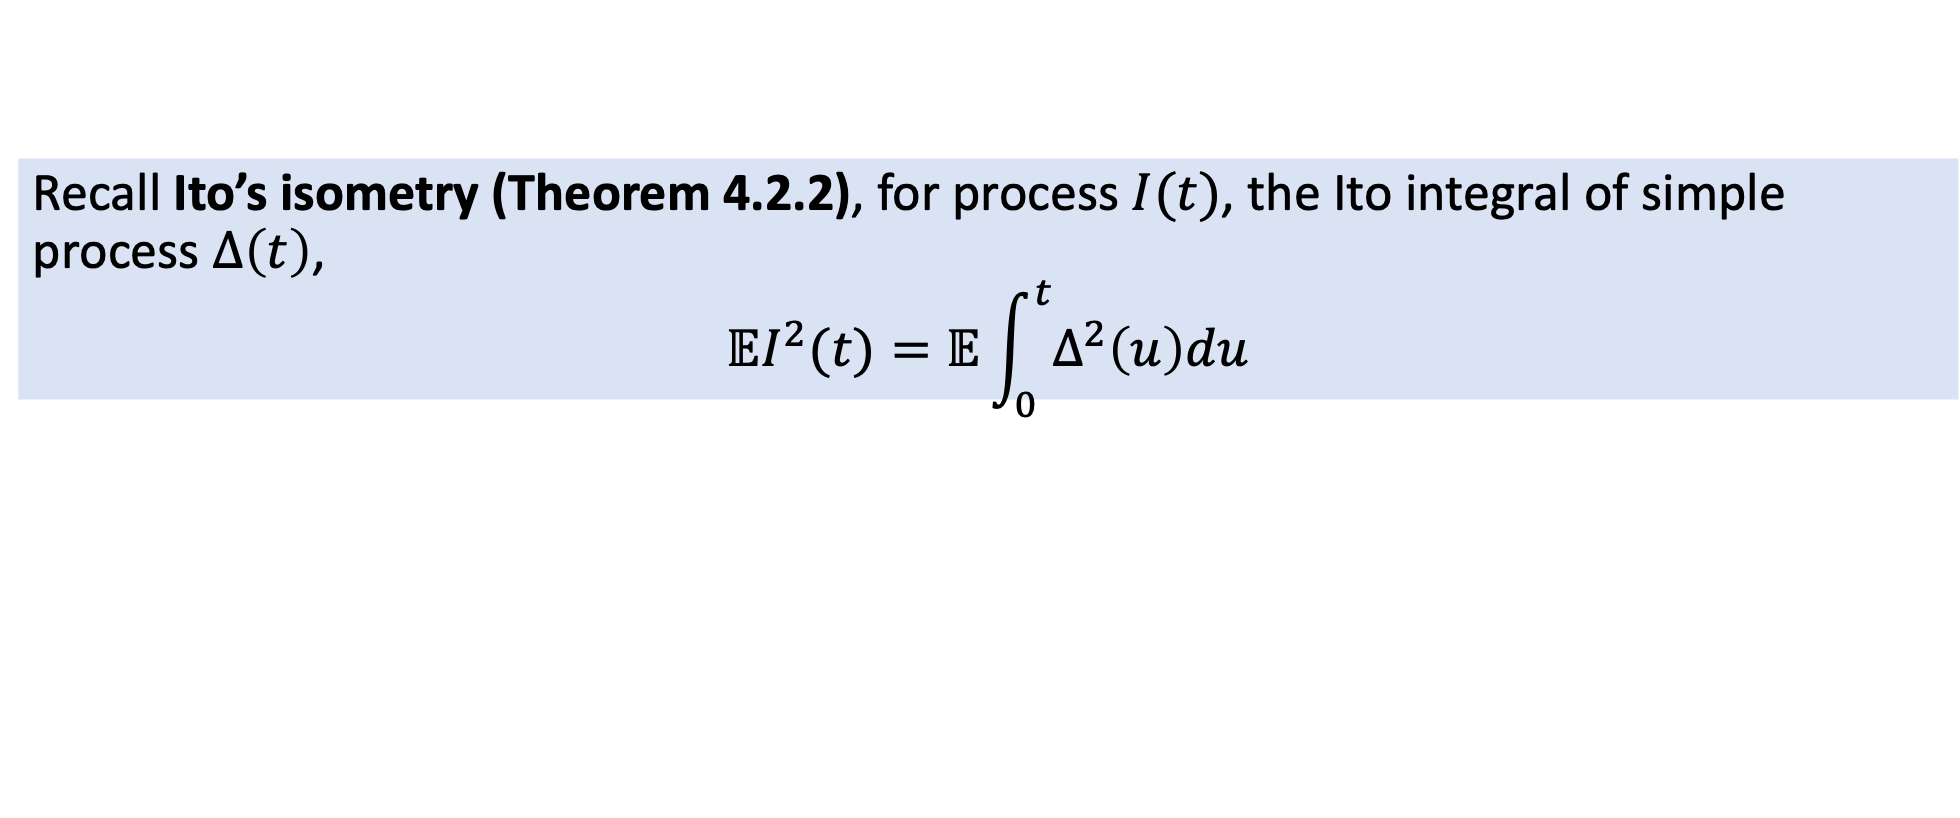 Recall Ito’s isometry (Theorem 4.2.2), for process 𝐼(𝑡), the Ito integral of simple
process Δ(𝑡),
𝔼𝐼²(𝑡) = 𝔼 ∫₀ᵗ Δ²(𝑢)𝑑𝑢